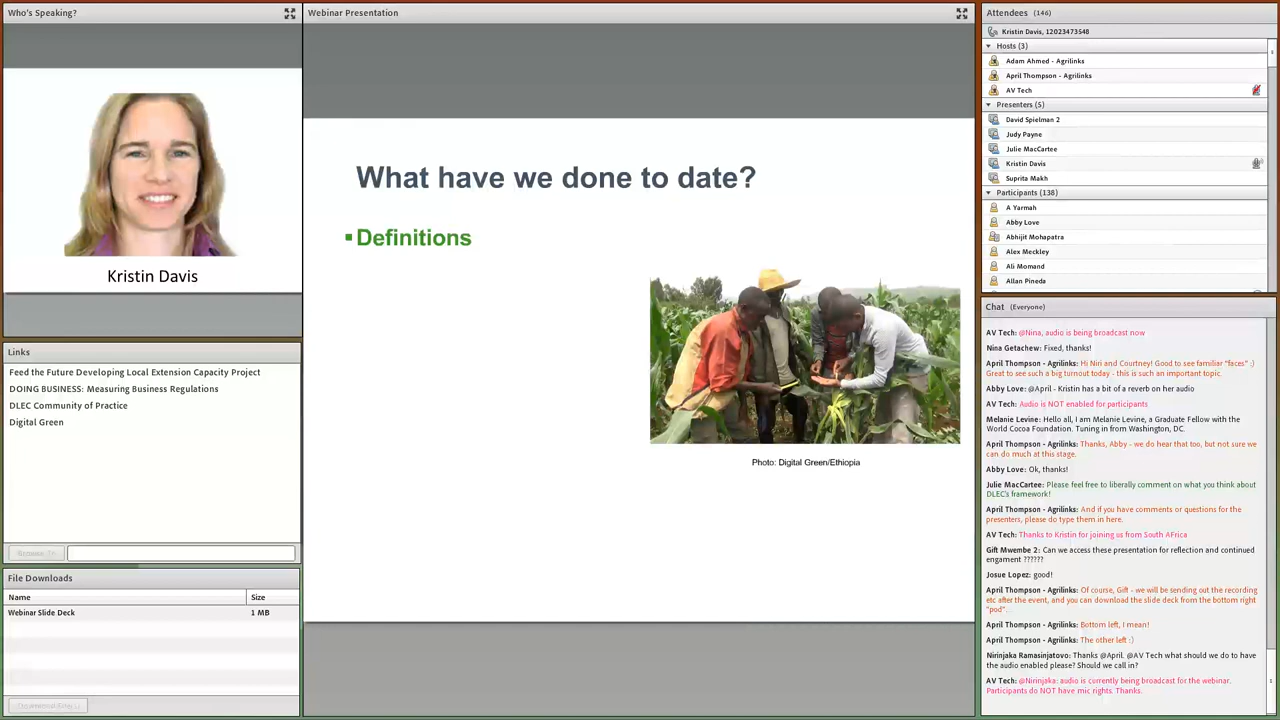 Who's Speaking?
Kristin Davis
Links
Feed the Future Developing Local Extension Capacity Project
DOING BUSINESS: Measuring Business Regulations
DLEC Community of Practice
Digital Green
Browse To
File Downloads
Name Size
Webinar Slide Deck 1 MB
Webinar Presentation
What have we done to date?
▪Definitions
Photo: Digital Green/Ethiopia
Attendees (146)
Kristin Davis, 12023473548
Hosts (3)
Adam Ahmed - Agrilinks
April Thompson - Agrilinks
AV Tech
Presenters (5)
David Spielman 2
Judy Payne
Julie MacCartee
Kristin Davis
Suprita Makh
Participants (138)
A Yarmah
Abby Love
Abhijit Mohapatra
Alex Meckley
Ali Momand
Allan Pineda
Chat (Everyone)
AV Tech: @Nina, audio is being broadcast now
Nina Getachew: Fixed, thanks!
April Thompson - Agrilinks: Hi Niri and Courtney! Good to see familiar "faces" :)
Great to see such a big turnout today - this is such an important topic.
Abby Love: @April - Kristin has a bit of a reverb on her audio
AV Tech: Audio is NOT enabled for participants
Melanie Levine: Hello all, I am Melanie Levine, a Graduate Fellow with the
World Cocoa Foundation. Tuning in from Washington, DC.
April Thompson - Agrilinks: Thanks, Abby - we do hear that too, but not sure we
can do much at this stage.
Abby Love: Ok, thanks!
Julie MacCartee: Please feel free to liberally comment on what you think about
DLEC's framework!
April Thompson - Agrilinks: And if you have comments or questions for the
presenters, please do type them in here.
AV Tech: Thanks to Kristin for joining us from South AFrica
Gift Mwembe 2: Can we access these presentation for reflection and continued
engament ??????
Josue Lopez: good!
April Thompson - Agrilinks: Of course, Gift - we will be sending out the recording
etc after the event, and you can download the slide deck from the bottom right
"pod"...
April Thompson - Agrilinks: Bottom left, I mean!
April Thompson - Agrilinks: The other left :)
Nirinjaka Ramasinjatovo: Thanks @April. @AV Tech what should we do to have
the audio enabled please? Should we call in?
AV Tech: @Nirinjaka: audio is currently being broadcast for the webinar.
Participants do NOT have mic rights. Thanks.